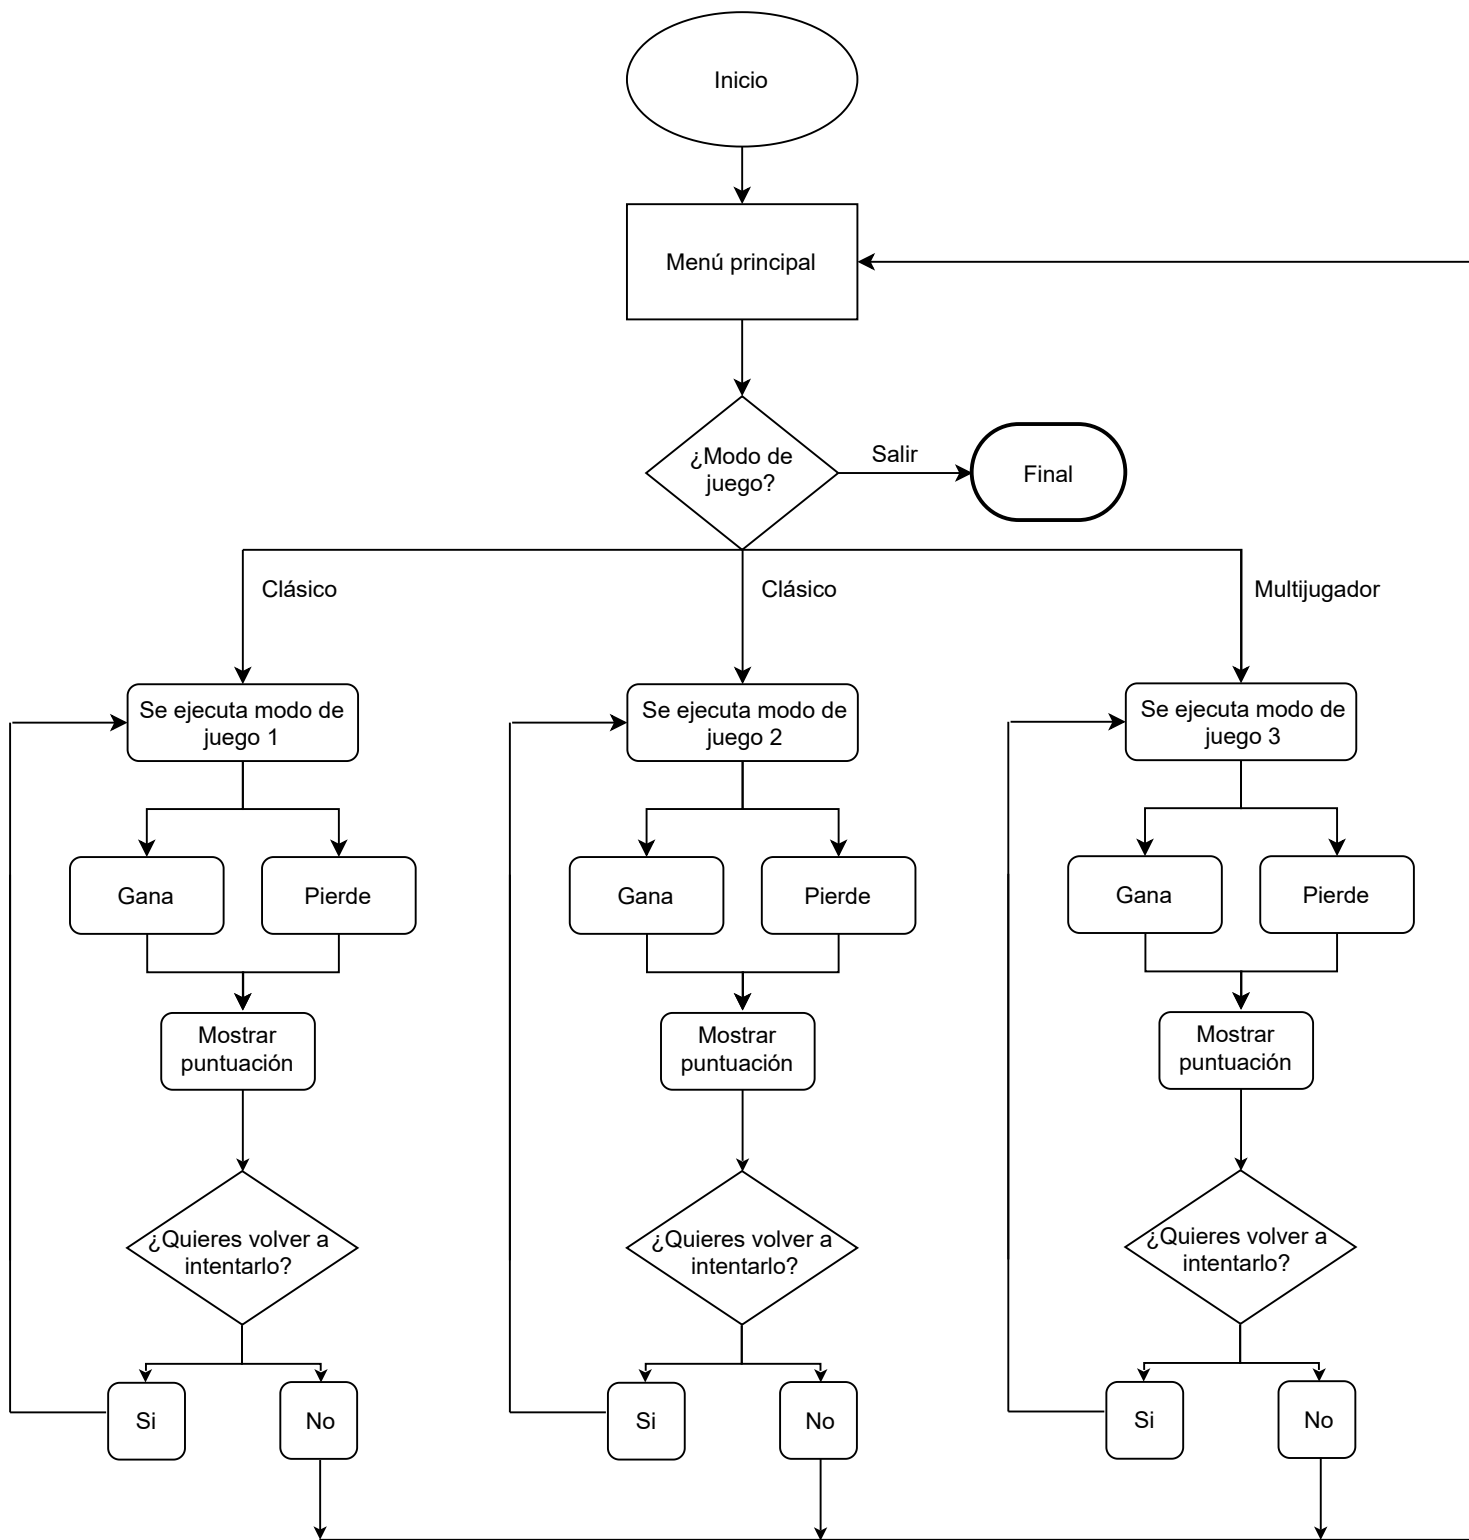 Inicio
Menú principal
¿Modo de
juego?
Salir
Final
Clásico
Clásico
Multijugador
Se ejecuta modo de
juego 1
Se ejecuta modo de
juego 2
Se ejecuta modo de
juego 3
Gana
Pierde
Gana
Pierde
Gana
Pierde
Mostrar
puntuación
Mostrar
puntuación
Mostrar
puntuación
¿Quieres volver a
intentarlo?
¿Quieres volver a
intentarlo?
¿Quieres volver a
intentarlo?
Si
No
Si
No
Si
No